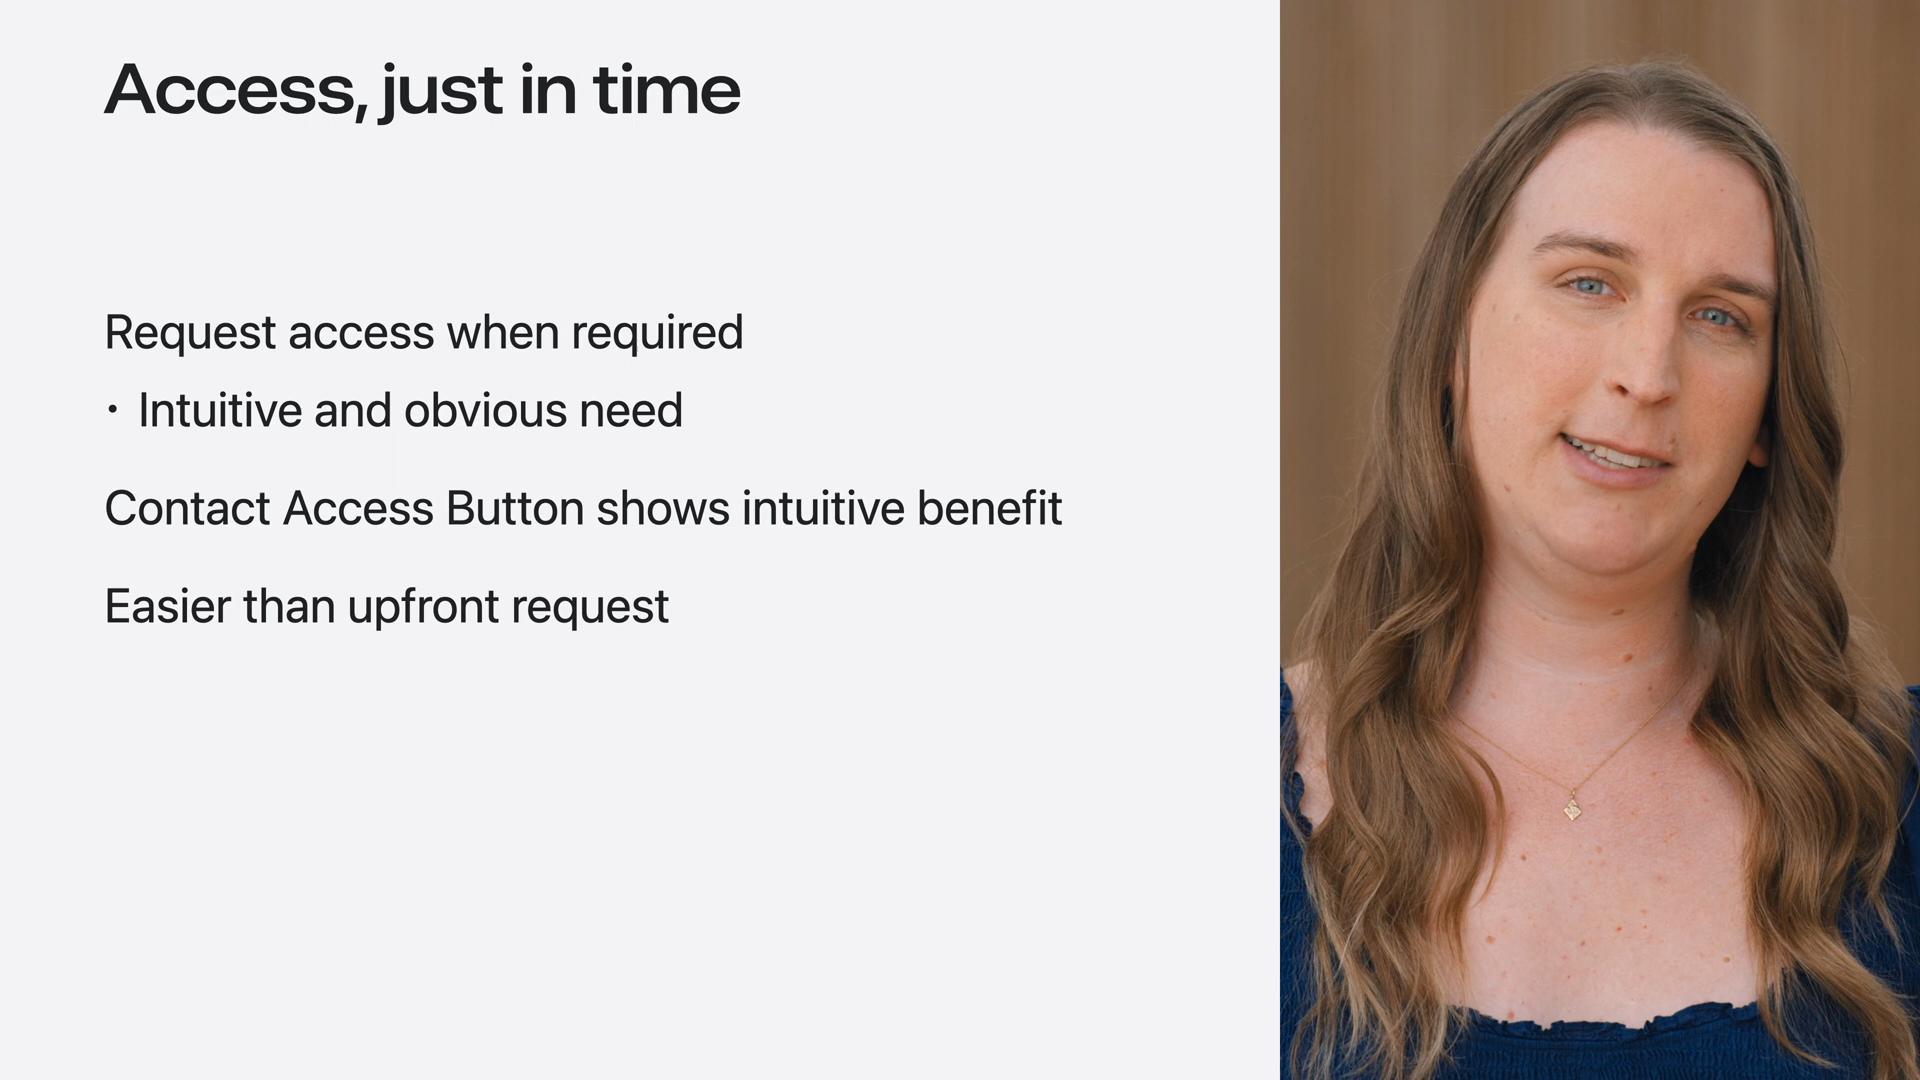 Access, just in time
Request access when required
• Intuitive and obvious need
Contact Access Button shows intuitive benefit
Easier than upfront request